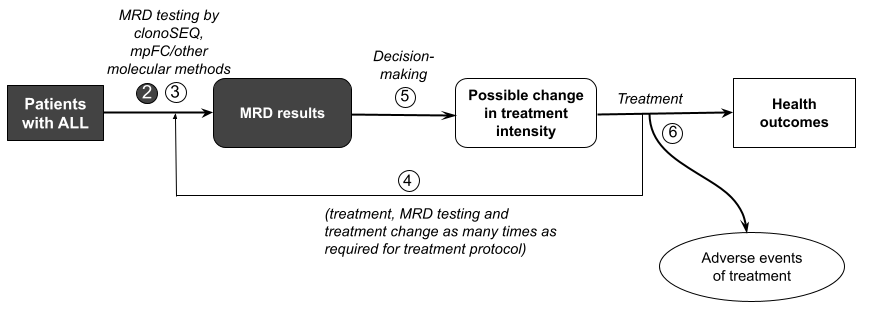 MRD testing by
clonoSEQ,
mpFC/other
molecular methods
2 3
Patients
with ALL
MRD results
Decision-
making
5
Possible change
in treatment
intensity
Treatment
6
Health
outcomes
4
(treatment, MRD testing and
treatment change as many times as
required for treatment protocol)
Adverse events
of treatment